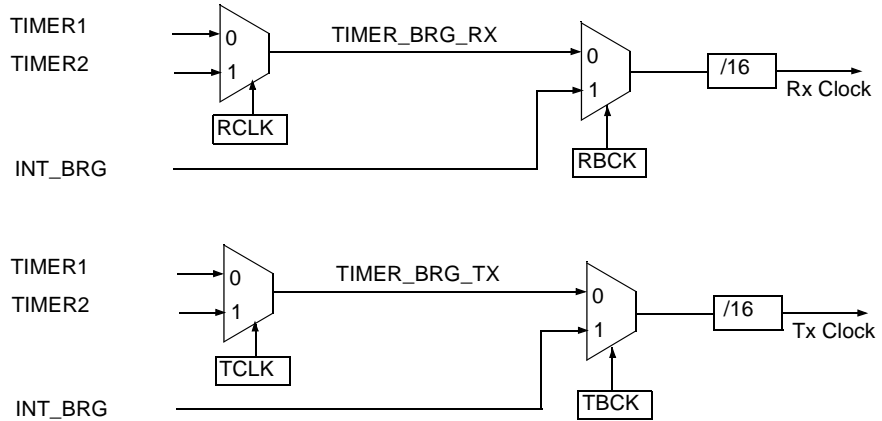 TIMER1
0
TIMER_BRG_RX
0
TIMER2
1
/16
1
Rx Clock
RCLK
RBCK
INT_BRG
TIMER1
0
TIMER_BRG_TX
0
TIMER2
1
/16
1
Tx Clock
TCLK
TBCK
INT_BRG